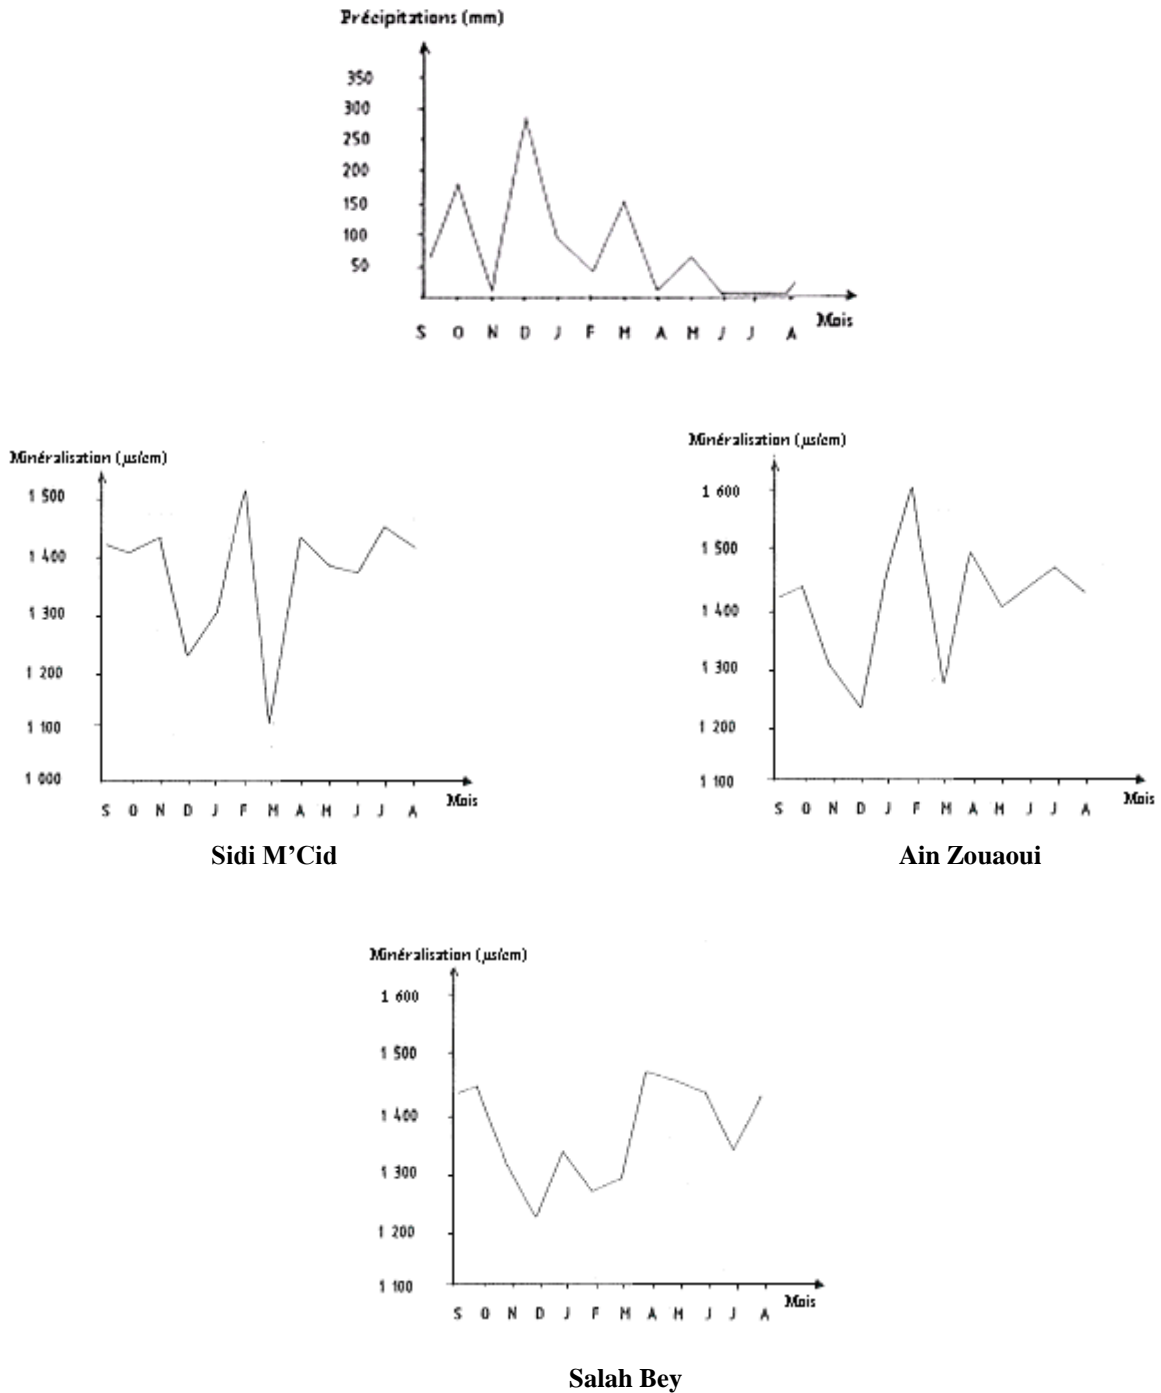 Précipitations (mm)
350
300
250
200
150
100
50
S O N D J F M A M J J A
Mois
Minéralisation (µs/cm)
1 500
1 400
1 300
1 200
1 100
1 000
S O N D J F M A M J J A
Mois
Sidi M'Cid
Minéralisation (µs/cm)
1 600
1 500
1 400
1 300
1 200
1 100
S O N D J F M A M J J A
Mois
Ain Zouaoui
Minéralisation (µs/cm)
1 600
1 500
1 400
1 300
1 200
1 100
S O N D J F M A M J J A
Mois
Salah Bey